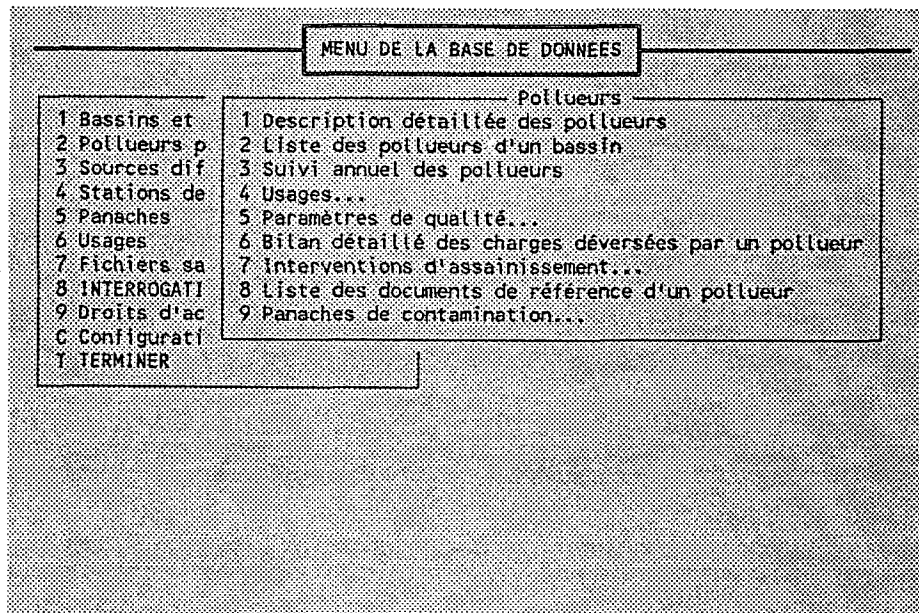 MENU DE LA BASE DE DONNEES
Pollueurs
1 Bassins et
2 Pollueurs p
3 Sources dif
4 Stations de
5 Panaches
6 Usages
7 Fichiers sa
8 INTERROGATI
9 Droits d'ac
C Configurati
T TERMINER
1 Description détaillée des pollueurs
2 Liste des pollueurs d'un bassin
3 Suivi annuel des pollueurs
4 Usages...
5 Paramètres de qualité...
6 Bilan détaillé des charges déversées par un pollueur
7 Interventions d'assainissement...
8 Liste des documents de référence d'un pollueur
9 Panaches de contamination...